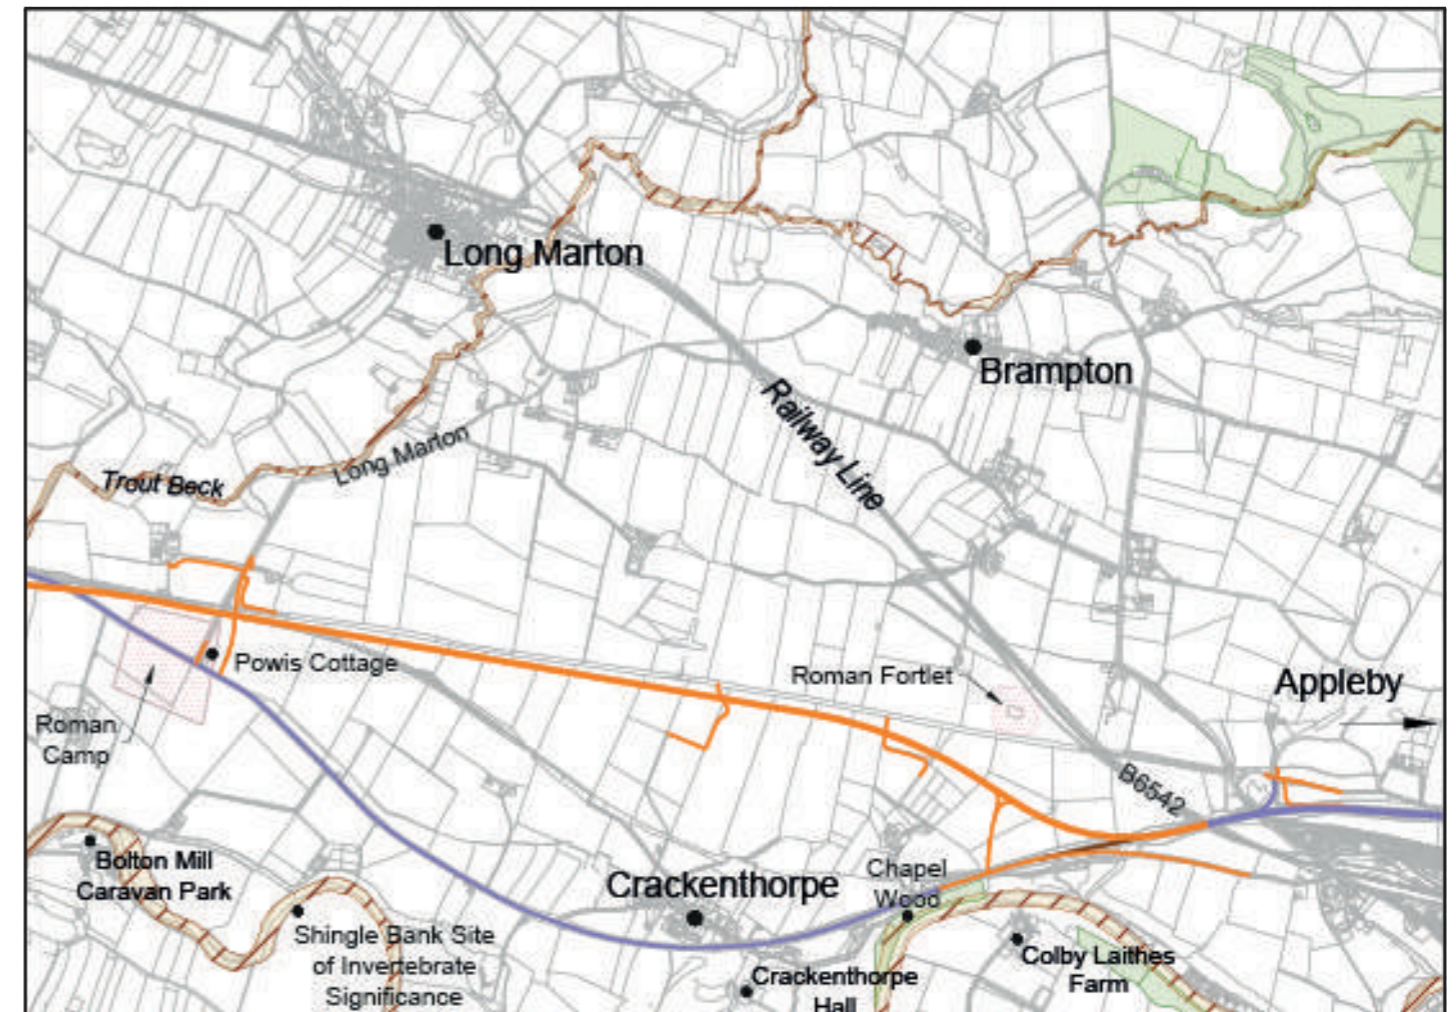 Long Marton
Brampton
Railway Line
Long Marton
Trout Beck
Powis Cottage
Roman Fortlet
Appleby
Roman
Camp
B6542
Bolton Mill
Caravan Park
Crackenthorpe
Chapel
Wood
Shingle Bank Site
of Invertebrate
Significance
Colby Laithes
Farm
Crackenthorpe
Hall